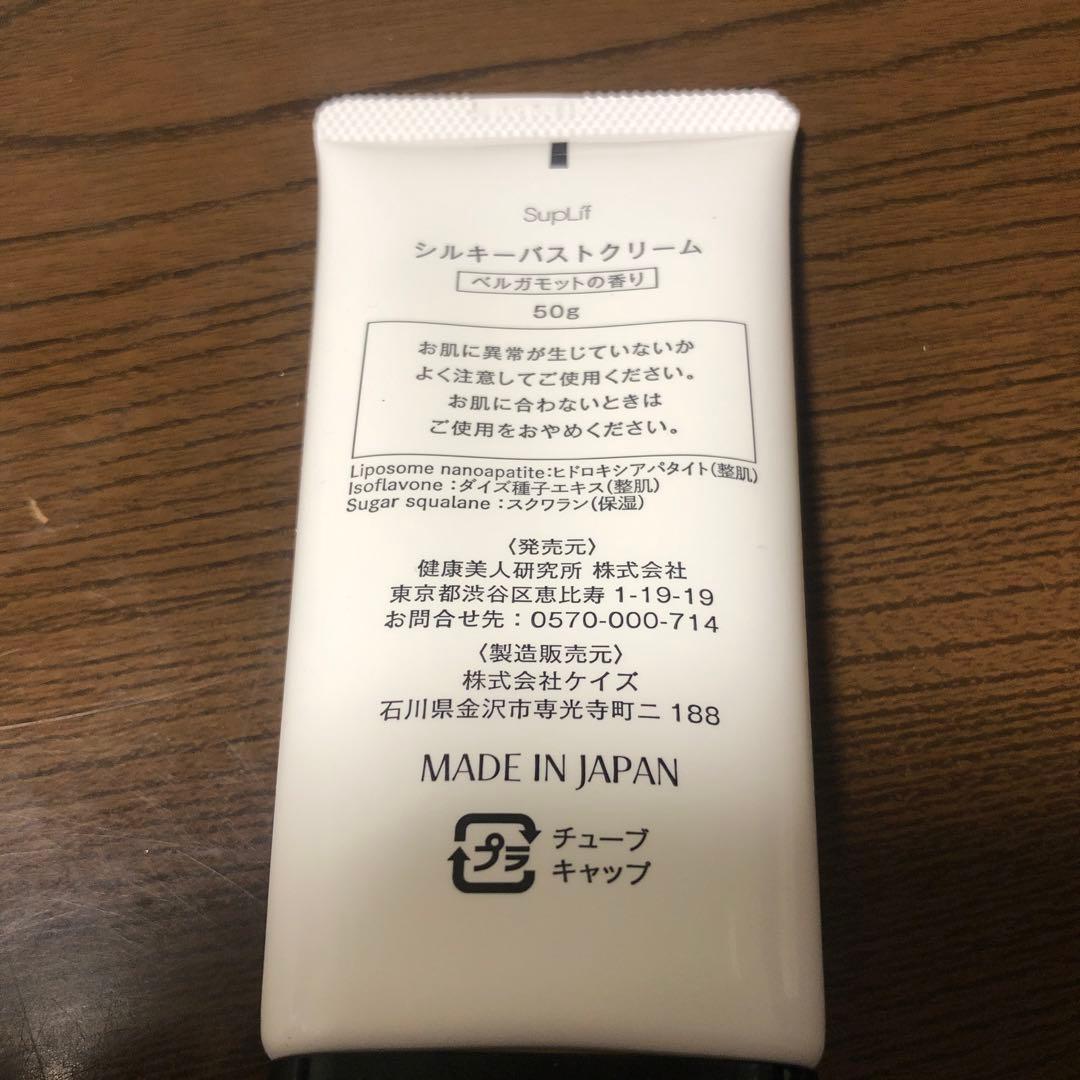 SupLif
シルキーバストクリーム
ベルガモットの香り
50g
お肌に異常が生じていないか
よく注意してご使用ください。
お肌に合わないときは
ご使用をおやめください。
Liposome nanoapatite:ヒドロキシアパタイト(整肌)
Isoflavone:ダイズ種子エキス(整肌)
Sugar squalane:スクワラン(保湿)
〈発売元〉
健康美人研究所 株式会社
東京都渋谷区恵比寿 1-19-19
お問合せ先:0570-000-714
〈製造販売元〉
株式会社ケイズ
石川県金沢市専光寺町ニ 188
MADE IN JAPAN
プラ チューブ
キャップ